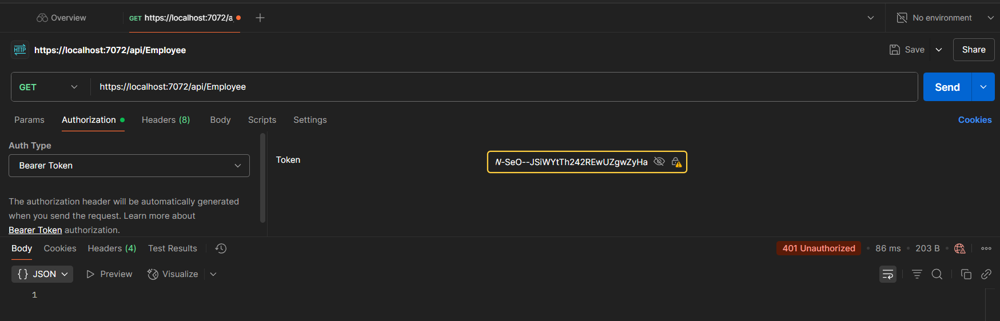 Overview
GET https://localhost:7072/a
No environment
HTTP https://localhost:7072/api/Employee
Save
Share
GET
https://localhost:7072/api/Employee
Send
Params
Authorization
Headers (8)
Body
Scripts
Settings
Cookies
Auth Type
Bearer Token
The authorization header will be automatically generated
when you send the request. Learn more about
Bearer Token authorization.
Token
W-SeO--JSiWYtTh242REwUZgwZyHa
Body
Cookies
Headers (4)
Test Results
401 Unauthorized • 86 ms • 203 B
{} JSON
Preview
Visualize
1